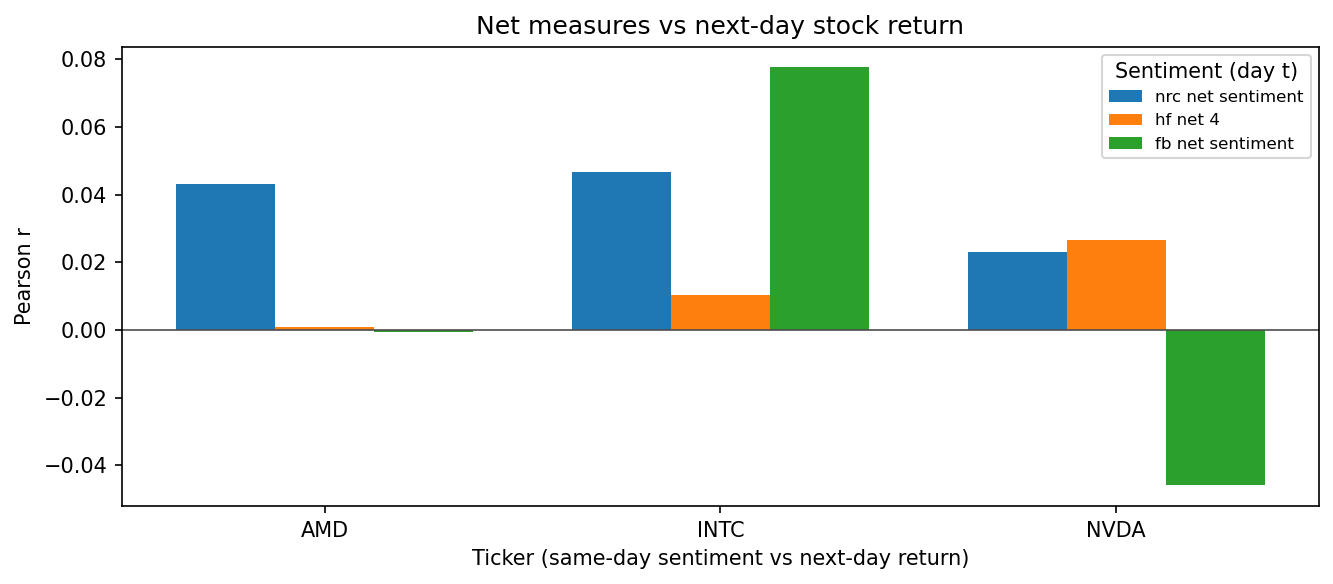 Net measures vs next-day stock return
Sentiment (day t)
nrc net sentiment
hf net 4
fb net sentiment
Pearson r
0.08
0.06
0.04
0.02
0.00
−0.02
−0.04
AMD INTC NVDA
Ticker (same-day sentiment vs next-day return)